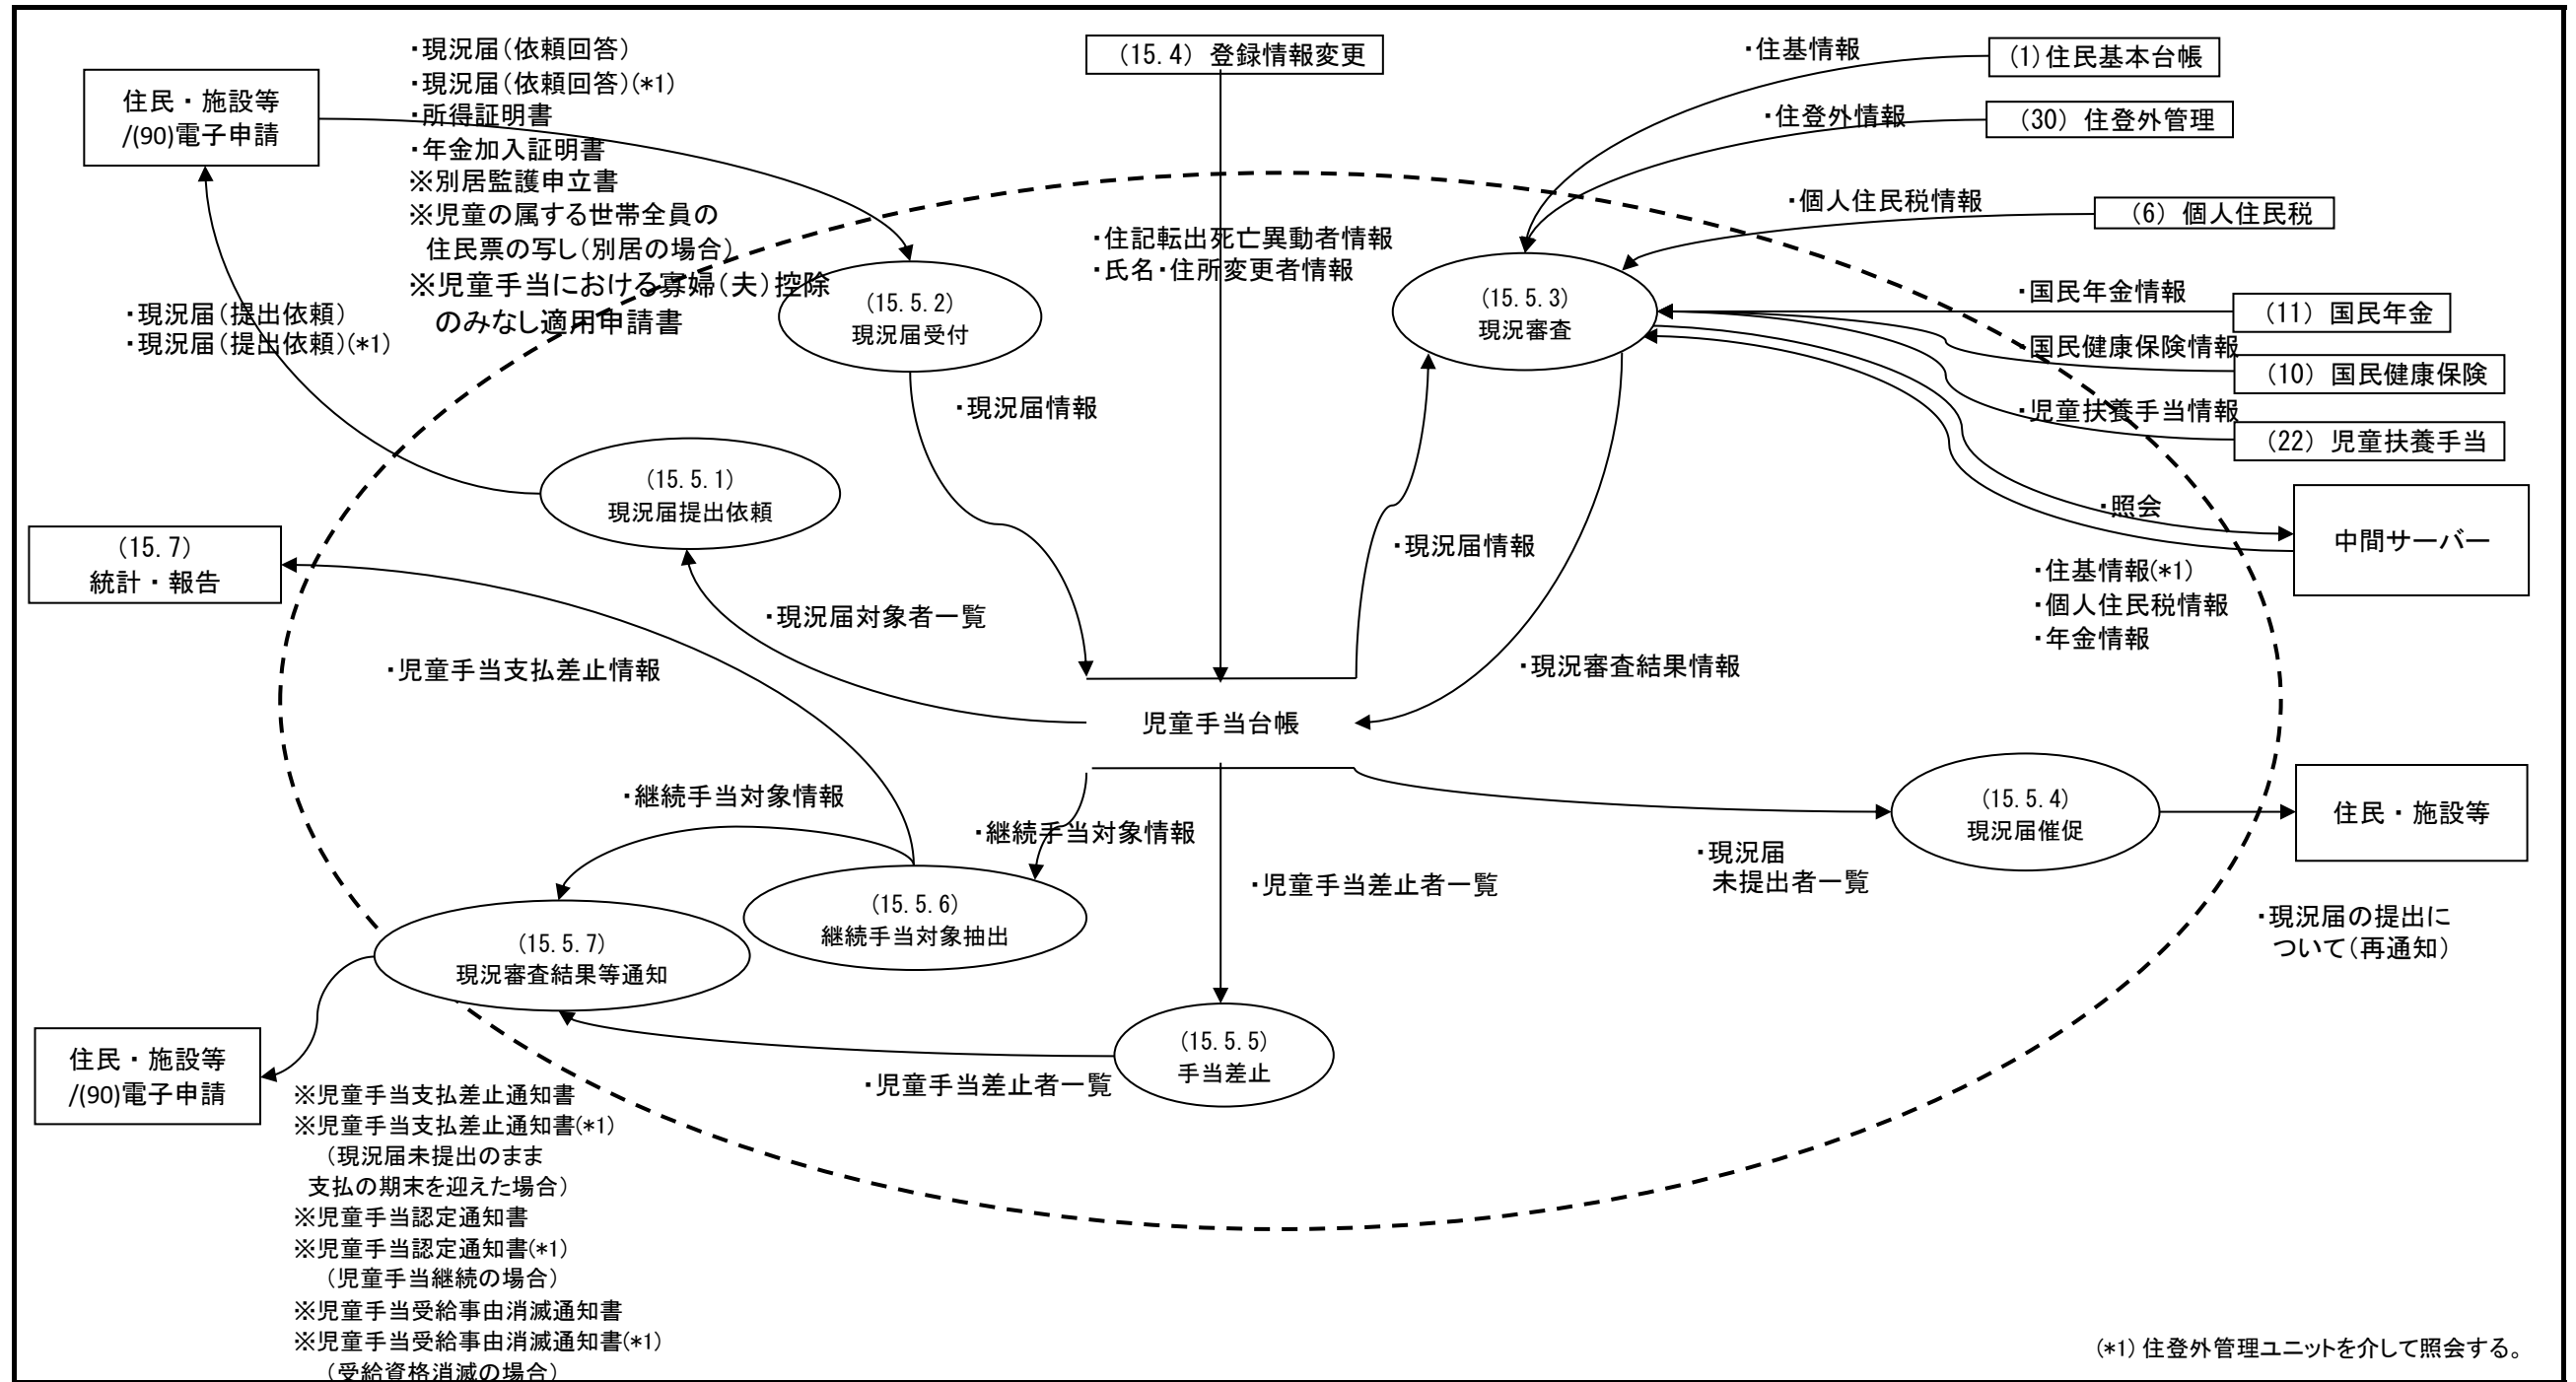 住民・施設等
/(90)電子申請
・現況届（依頼回答）
・現況届（依頼回答）(*1)
・所得証明書
・年金加入証明書
※別居監護申立書
※児童の属する世帯全員の
住民票の写し（別居の場合）
※児童手当における寡婦（夫）控除
のみなし適用申請書
（15.4）登録情報変更
・住基情報
(1)住民基本台帳
・住登外情報
（30）住登外管理
・個人住民税情報
（6）個人住民税
・住記転出死亡異動者情報
・氏名・住所変更者情報
・国民年金情報
（11）国民年金
・国民健康保険情報
（10）国民健康保険
・児童扶養手当情報
（22）児童扶養手当
・現況届（提出依頼）
・現況届（提出依頼）(*1)
（15.5.2）
現況届受付
（15.5.3）
現況審査
・現況届情報
（15.5.1）
現況届提出依頼
・照会
中間サーバー
・住基情報(*1)
・個人住民税情報
・年金情報
（15.7）
統計・報告
・現況届情報
・現況届対象者一覧
・児童手当支払差止情報
・現況審査結果情報
児童手当台帳
・継続手当対象情報
・継続手当対象情報
（15.5.4）
現況届催促
住民・施設等
・現況届
未提出者一覧
・児童手当差止者一覧
（15.5.6）
継続手当対象抽出
（15.5.7）
現況審査結果等通知
・現況届の提出に
ついて（再通知）
（15.5.5）
手当差止
・児童手当差止者一覧
住民・施設等
/(90)電子申請
※児童手当支払差止通知書
※児童手当支払差止通知書(*1)
（現況届未提出のまま
支払の期末を迎えた場合）
※児童手当認定通知書
※児童手当認定通知書(*1)
（児童手当継続の場合）
※児童手当受給事由消滅通知書
※児童手当受給事由消滅通知書(*1)
（受給資格消滅の場合）
(*1) 住登外管理ユニットを介して照会する。